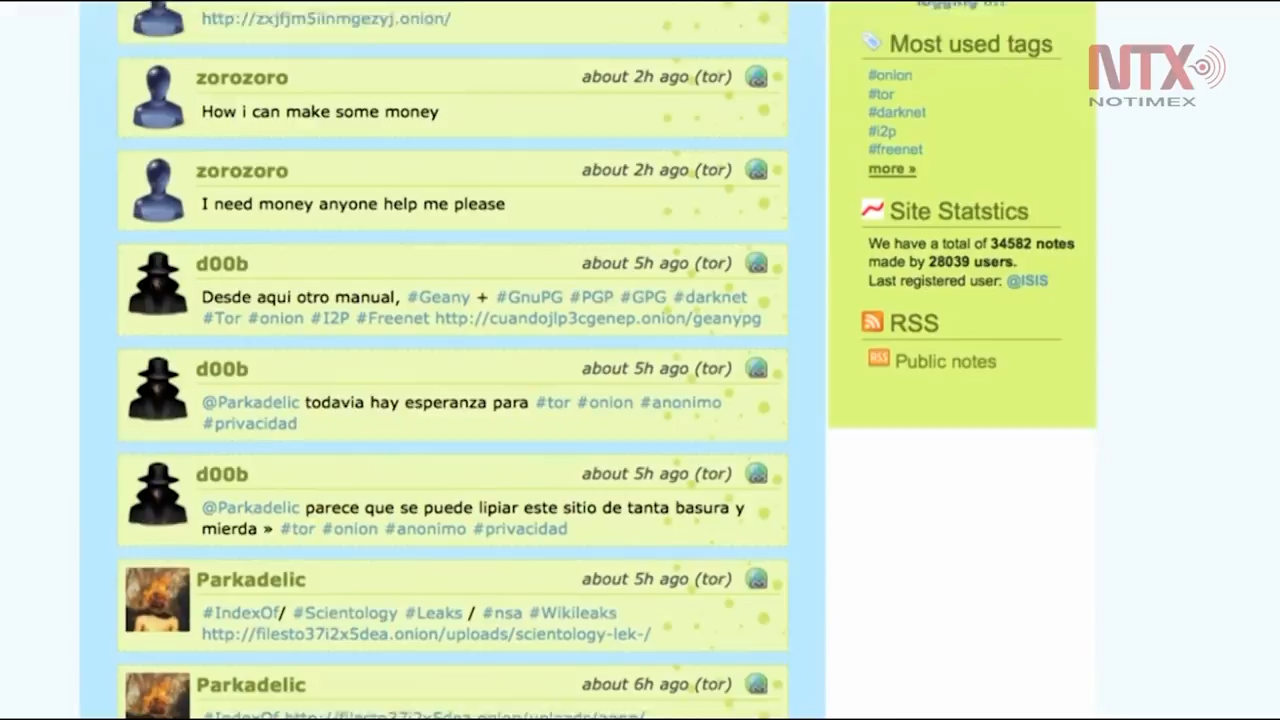 http://zxjfjm5iinmgezyj.onion/
zorozoro
about 2h ago (tor)
How i can make some money
zorozoro
about 2h ago (tor)
I need money anyone help me please
d00b
about 5h ago (tor)
Desde aqui otro manual, #Geany + #GnuPG #PGP #GPG #darknet
#Tor #onion #I2P #Freenet http://cuandojlp3cgenep.onion/geanypg
d00b
about 5h ago (tor)
@Parkadelic todavia hay esperanza para #tor #onion #anonimo
#privacidad
d00b
about 5h ago (tor)
@Parkadelic parece que se puede lipiar este sitio de tanta basura y
mierda » #tor #onion #anonimo #privacidad
Parkadelic
about 5h ago (tor)
#IndexOf/ #Scientology #Leaks / #nsa #Wikileaks
http://filesto37i2x5dea.onion/uploads/scientology-lek-/
Parkadelic
about 6h ago (tor)
Most used tags
#onion
#tor
#darknet
#i2p
#freenet
more »
Site Statstics
We have a total of 34582 notes
made by 28039 users.
Last registered user: @ISIS
RSS
RSS Public notes
NTX
NOTIMEX